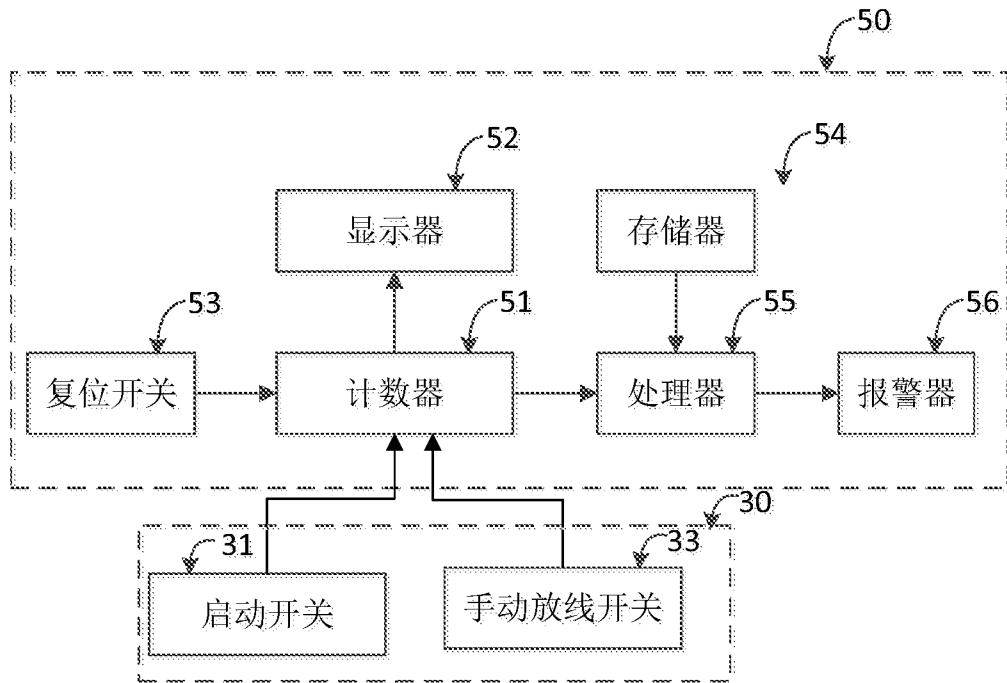 50
52
54
显示器
存储器
53
51
55
56
复位开关
计数器
处理器
报警器
30
31
33
启动开关
手动放线开关